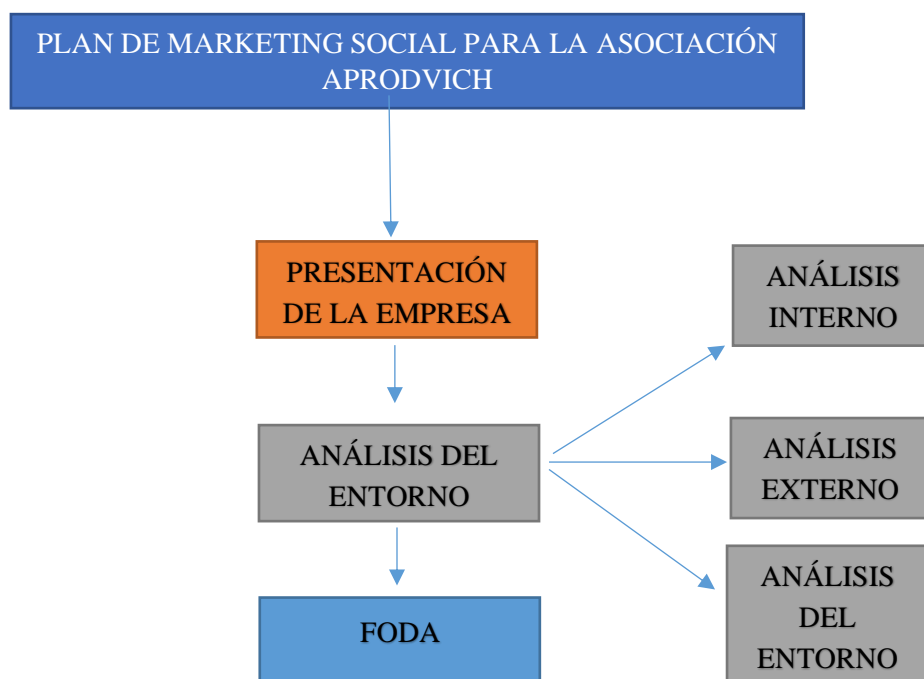 PLAN DE MARKETING SOCIAL PARA LA ASOCIACIÓN
APRODVICH
PRESENTACIÓN
DE LA EMPRESA
ANÁLISIS DEL
ENTORNO
FODA
ANÁLISIS
INTERNO
ANÁLISIS
EXTERNO
ANÁLISIS
DEL
ENTORNO